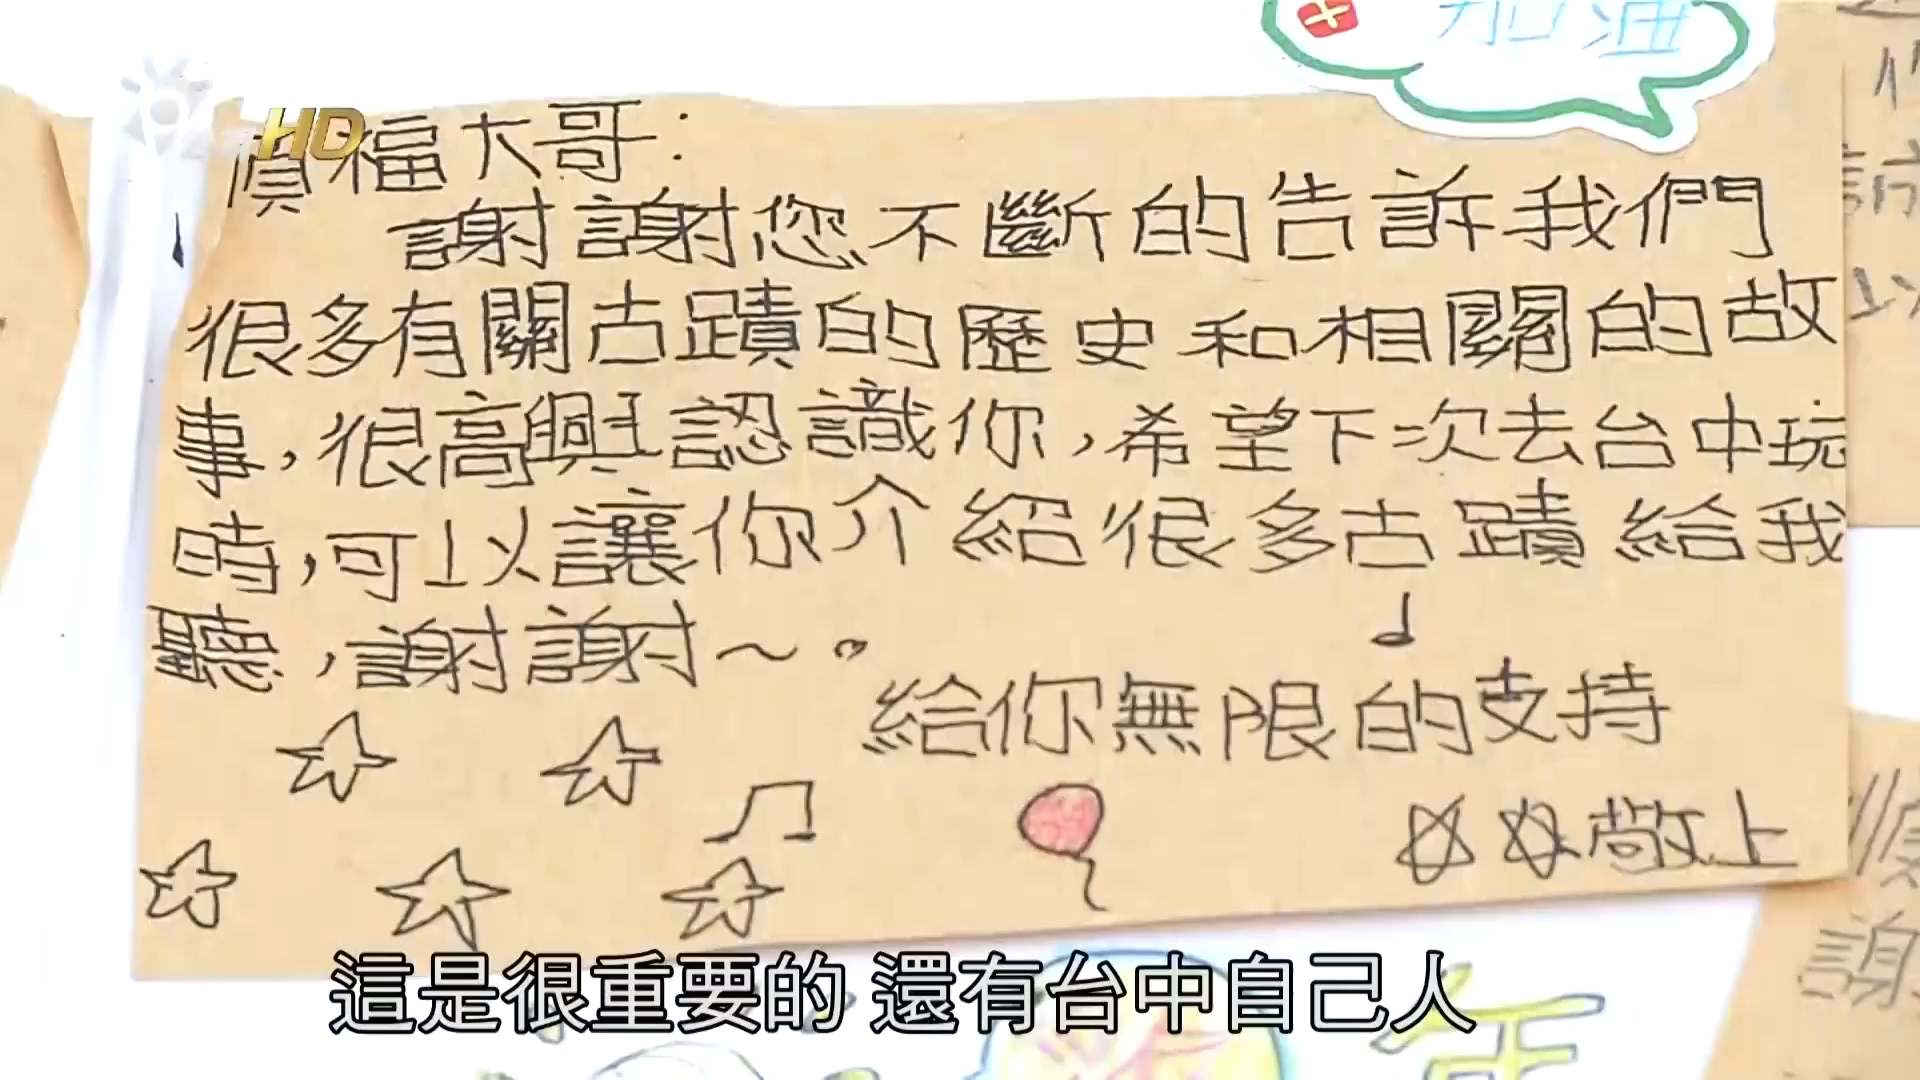 加油
HD
福大哥：
謝謝您不斷的告訴我們
很多有關古蹟的歷史和相關的故
事，很高興認識你，希望下次去台中玩
時，可以讓你介紹很多古蹟給我
聽，謝謝～。
給你無限的支持
敬上
這是很重要的 還有台中自己人